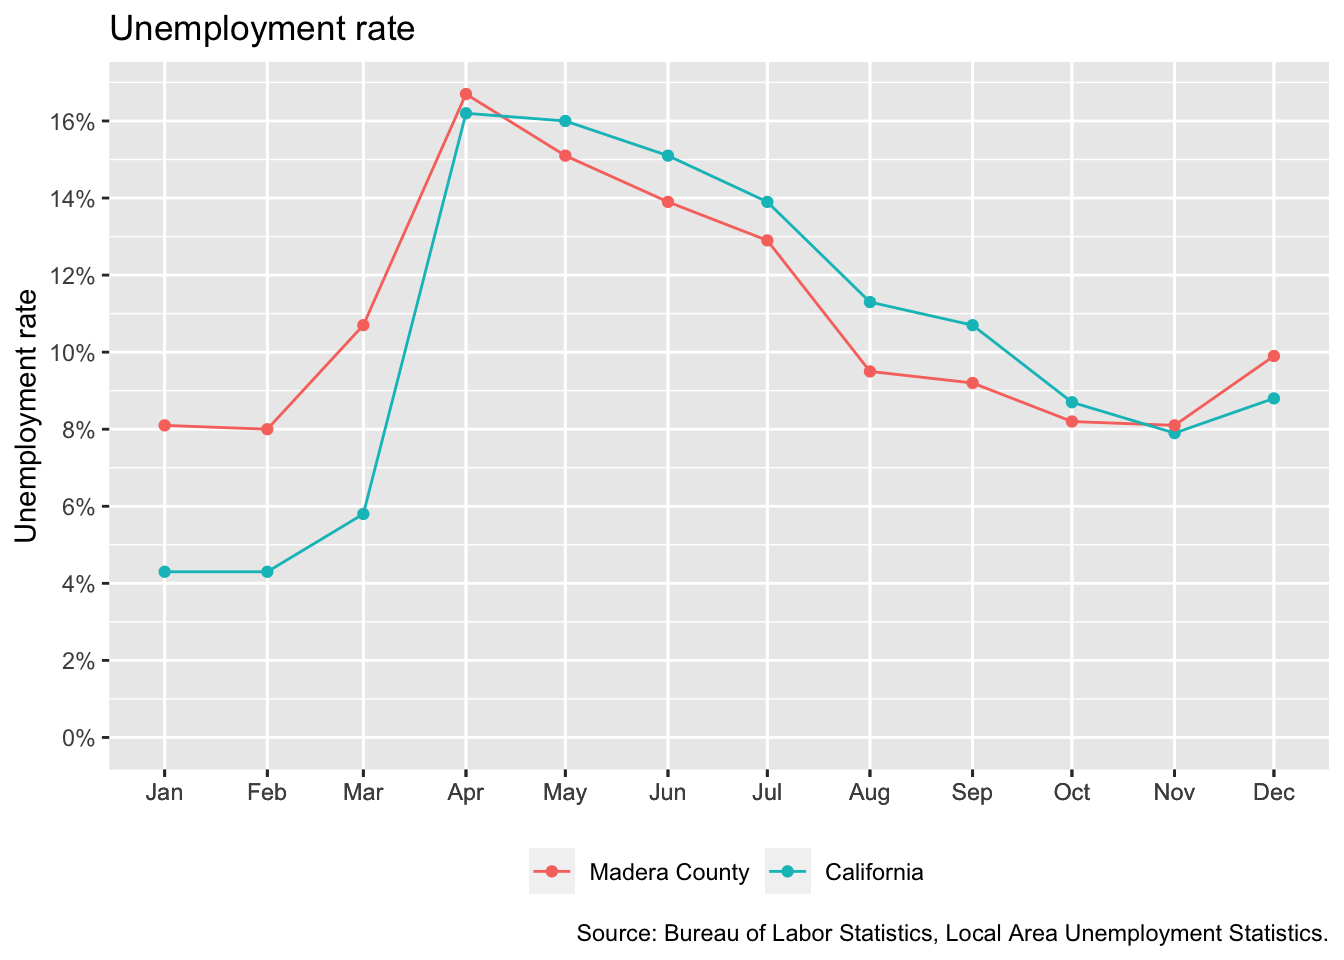 Unemployment rate
Unemployment rate
16%
14%
12%
10%
8%
6%
4%
2%
0%
Jan Feb Mar Apr May Jun Jul Aug Sep Oct Nov Dec
Madera County California
Source: Bureau of Labor Statistics, Local Area Unemployment Statistics.